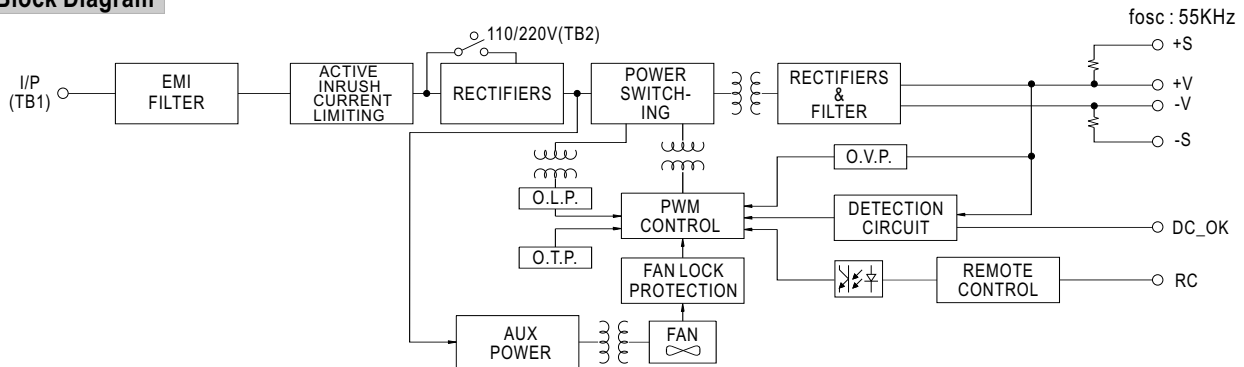 Block Diagram
fosc : 55KHz
110/220V(TB2)
+S
I/P
(TB1)
EMI
FILTER
ACTIVE
INRUSH
CURRENT
LIMITING
RECTIFIERS
POWER
SWITCH-
ING
RECTIFIERS
&
FILTER
+V
-V
-S
O.V.P.
O.L.P.
PWM
CONTROL
DETECTION
CIRCUIT
DC_OK
O.T.P.
FAN LOCK
PROTECTION
REMOTE
CONTROL
RC
AUX
POWER
FAN